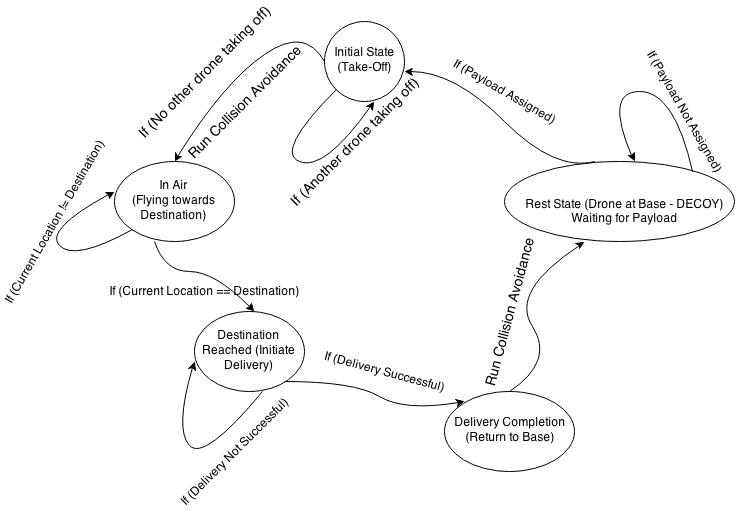 If (No other drone taking off)
Run Collision Avoidance
Initial State
(Take-Off)
If (Another drone taking off)
If (Payload Assigned)
If (Payload Not Assigned)
In Air
(Flying towards
Destination)
If (Current Location != Destination)
Rest State (Drone at Base - DECOY)
Waiting for Payload
If (Current Location == Destination)
Destination
Reached (Initiate
Delivery)
If (Delivery Not Successful)
If (Delivery Successful)
Run Collision Avoidance
Delivery Completion
(Return to Base)